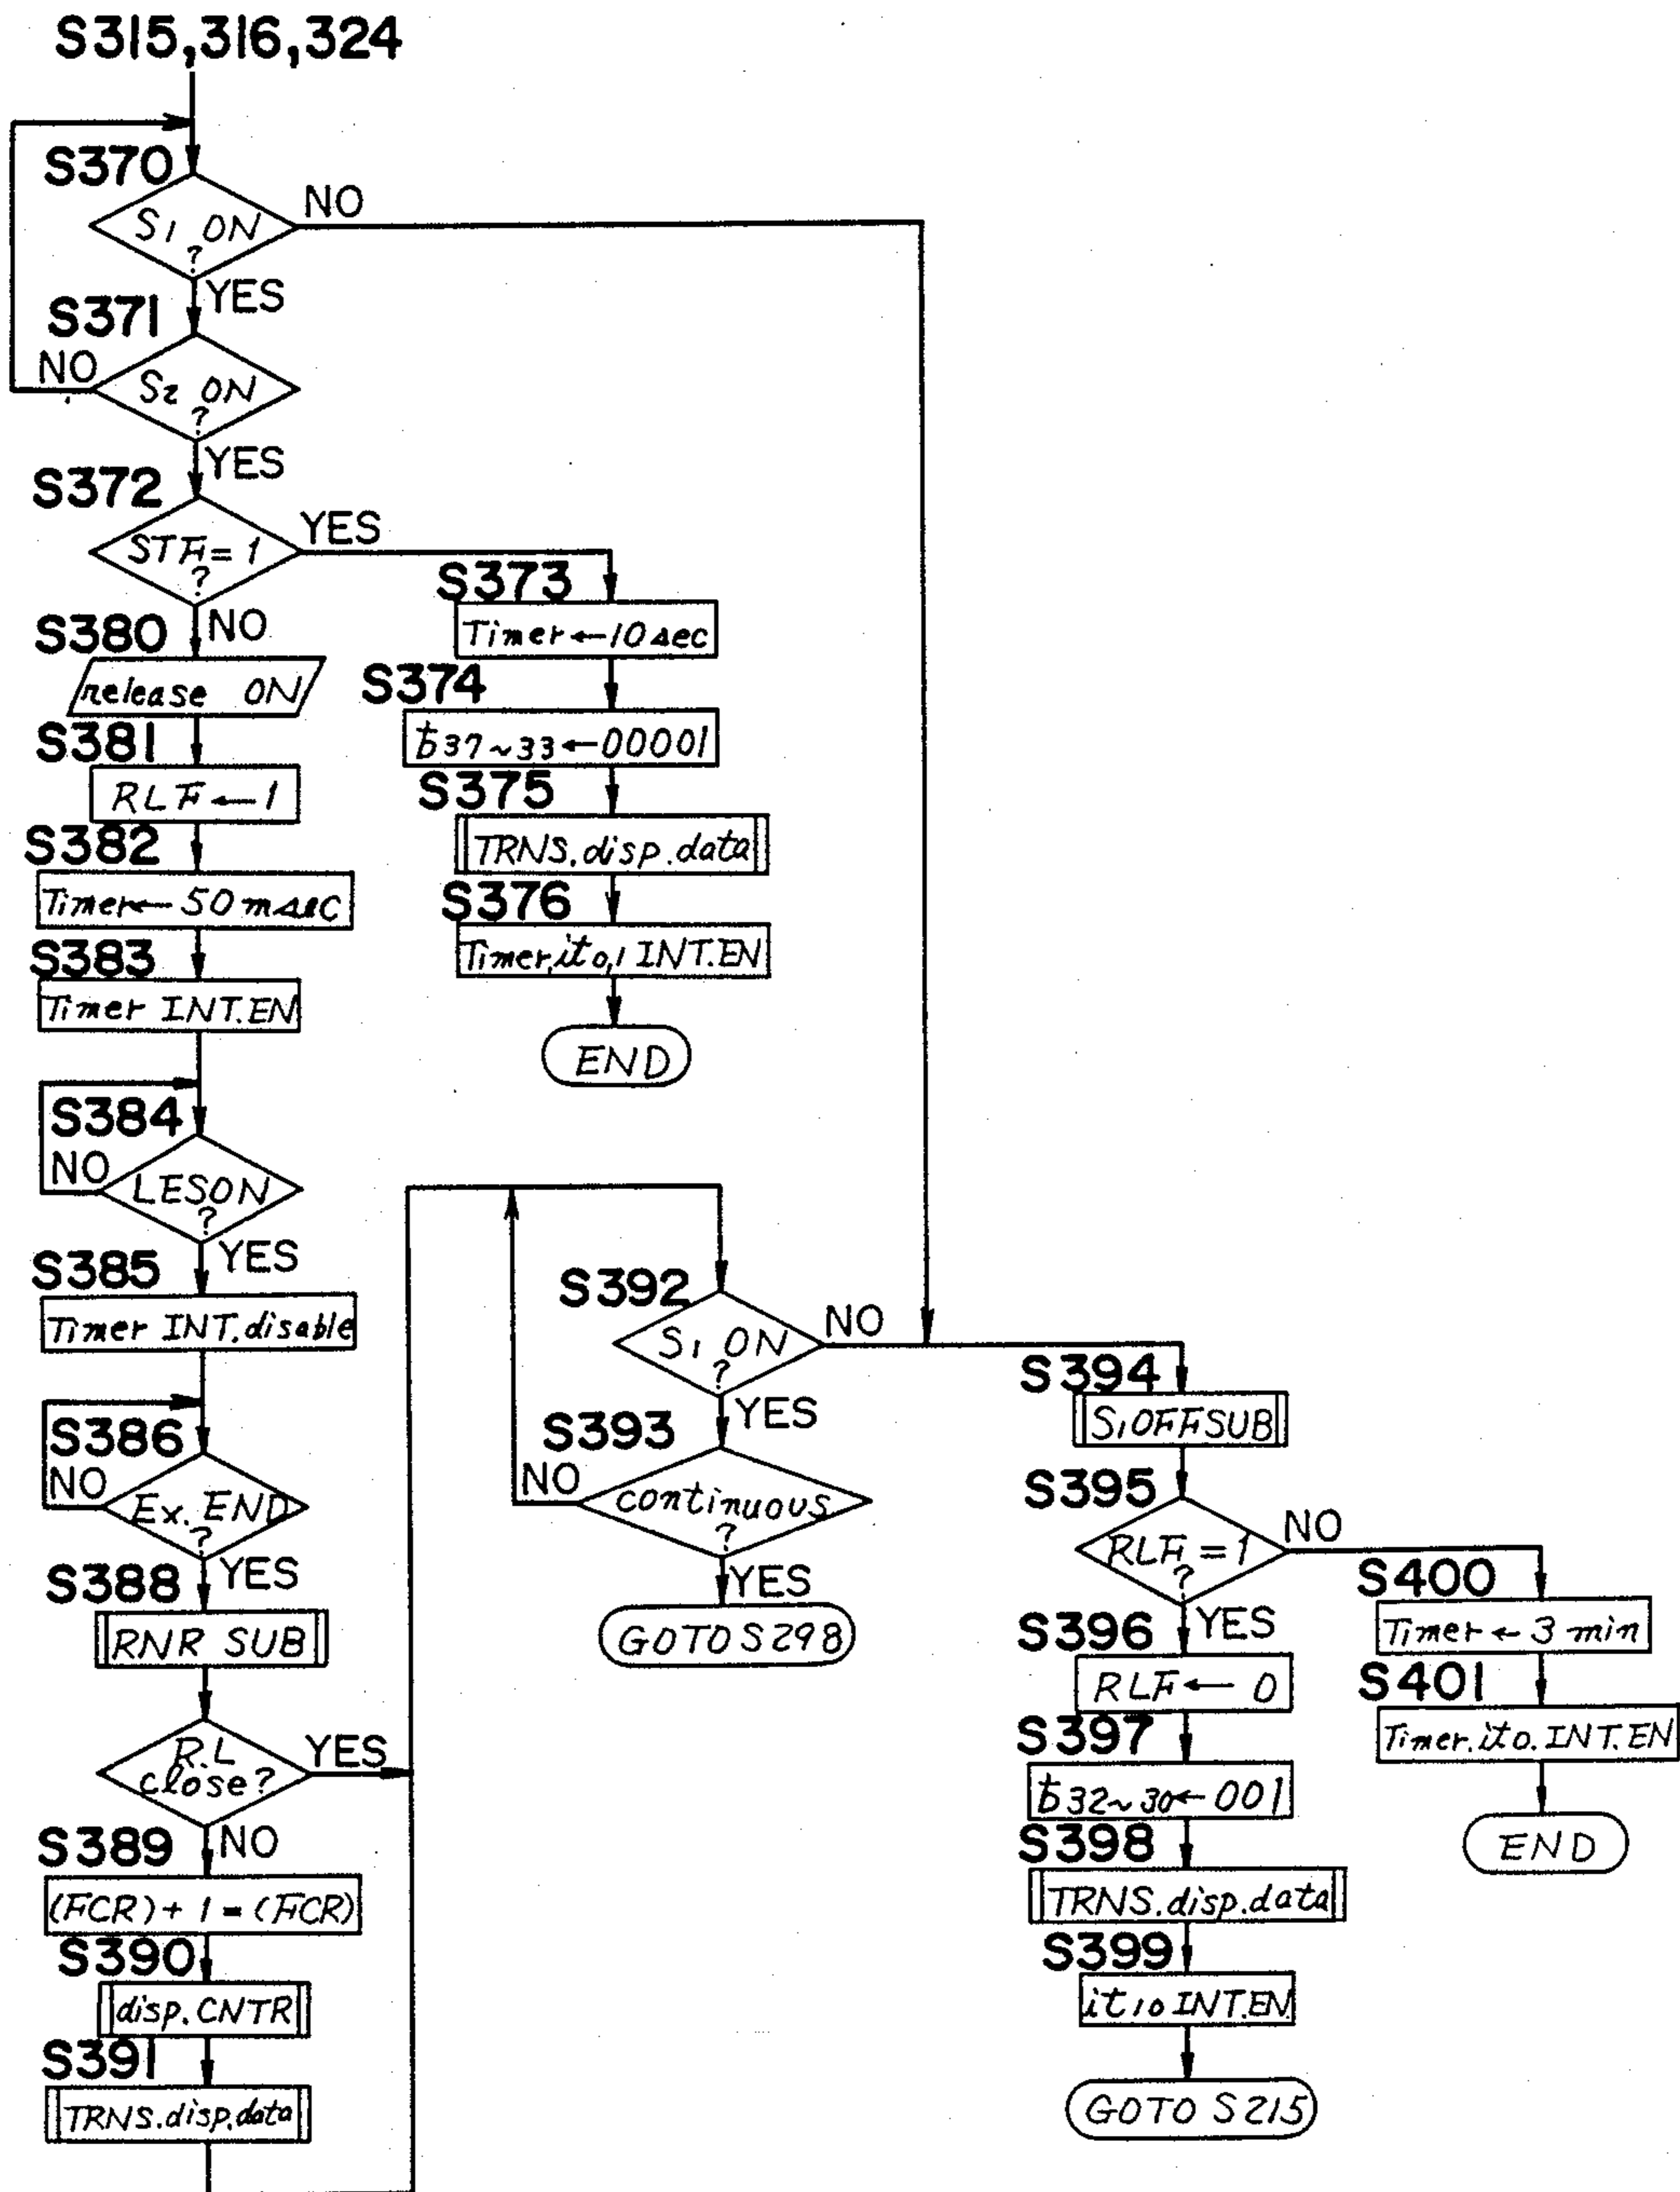 S315,316,324
S370
S1 ON
?
NO
YES
S371
NO
S2 ON
?
YES
S372
STF=1
?
YES
NO
S373
Timer←10sec
S374
b37~33←00001
S375
TRNS.disp.data
S376
Timer,it0,1 INT.EN
END
S380
release ON
S381
RLF←1
S382
Timer←50msec
S383
Timer INT.EN
S384
NO
LESON
?
YES
S385
Timer INT.disable
S386
NO
Ex.END
?
YES
S388
RNR SUB
R.L
close?
YES
NO
S389
(FCR)+1=(FCR)
S390
disp.CNTR
S391
TRNS.disp.data
S392
S1 ON
?
NO
YES
S393
NO
continuous
?
YES
GOTO S298
S394
S1OFFSUB
S395
RLF=1
?
NO
YES
S396
RLF←0
S397
b32~30←001
S398
TRNS.disp.data
S399
it10 INT.EN
GOTO S215
S400
Timer←3min
S401
Timer.it0.INT.EN
END